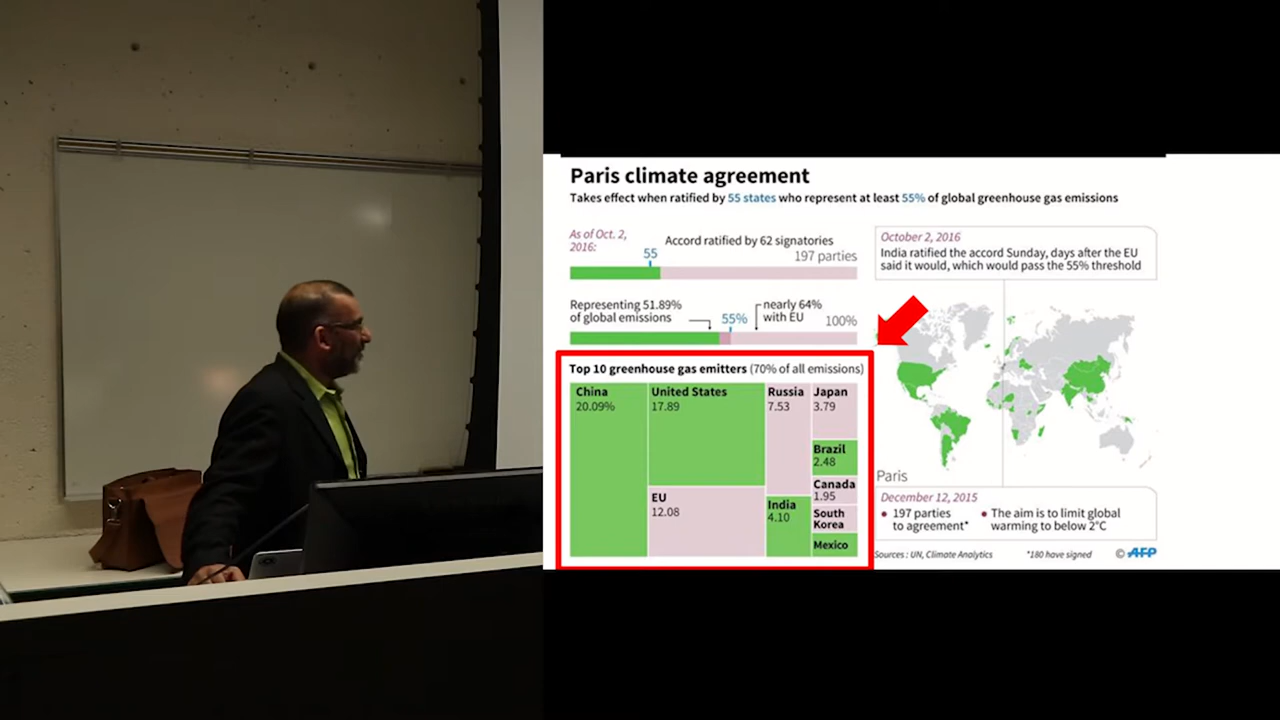 Paris climate agreement
Takes effect when ratified by 55 states who represent at least 55% of global greenhouse gas emissions
As of Oct. 2,
2016:
55
Accord ratified by 62 signatories
197 parties
Representing 51.89%
of global emissions
55%
nearly 64%
with EU
100%
Top 10 greenhouse gas emitters (70% of all emissions)
China
20.09%
United States
17.89
EU
12.08
Russia
7.53
India
4.10
Japan
3.79
Brazil
2.48
Canada
1.95
South
Korea
Mexico
October 2, 2016
India ratified the accord Sunday, days after the EU
said it would, which would pass the 55% threshold
Paris
December 12, 2015
• 197 parties
to agreement*
• The aim is to limit global
warming to below 2°C
Sources : UN, Climate Analytics
*180 have signed
© AFP